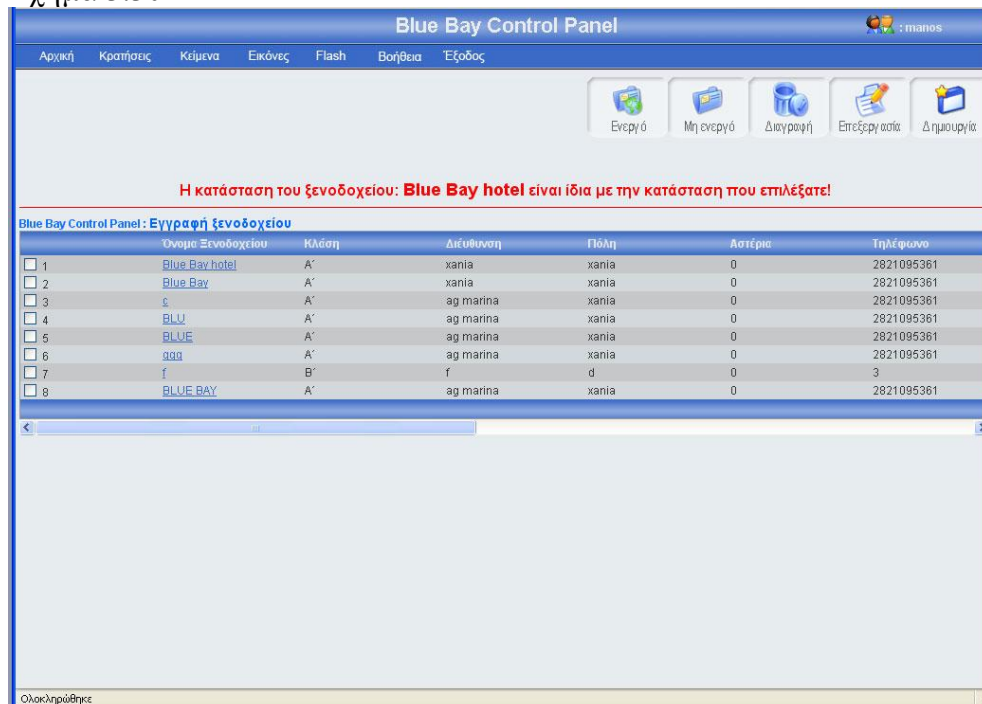 Blue Bay Control Panel : manos
Αρχική Κρατήσεις Κείμενα Εικόνες Flash Βοήθεια Έξοδος
Ενεργό Μη ενεργό Διαγραφή Επεξεργασία Δημιουργία
Η κατάσταση του ξενοδοχείου: Blue Bay hotel είναι ίδια με την κατάσταση που επιλέξατε!
Blue Bay Control Panel : Εγγραφή ξενοδοχείου
Όνομα Ξενοδοχείου Κλάση Διέυθυνση Πόλη Αστέρια Τηλέφωνο
1 Blue Bay hotel Α΄ xania xania 0 2821095361
2 Blue Bay Α΄ xania xania 0 2821095361
3 c Α΄ ag marina xania 0 2821095361
4 BLU Α΄ ag marina xania 0 2821095361
5 BLUE Α΄ ag marina xania 0 2821095361
6 qqq Α΄ ag marina xania 0 2821095361
7 f Β΄ f d 0 3
8 BLUE BAY Α΄ ag marina xania 0 2821095361
Ολοκληρώθηκε